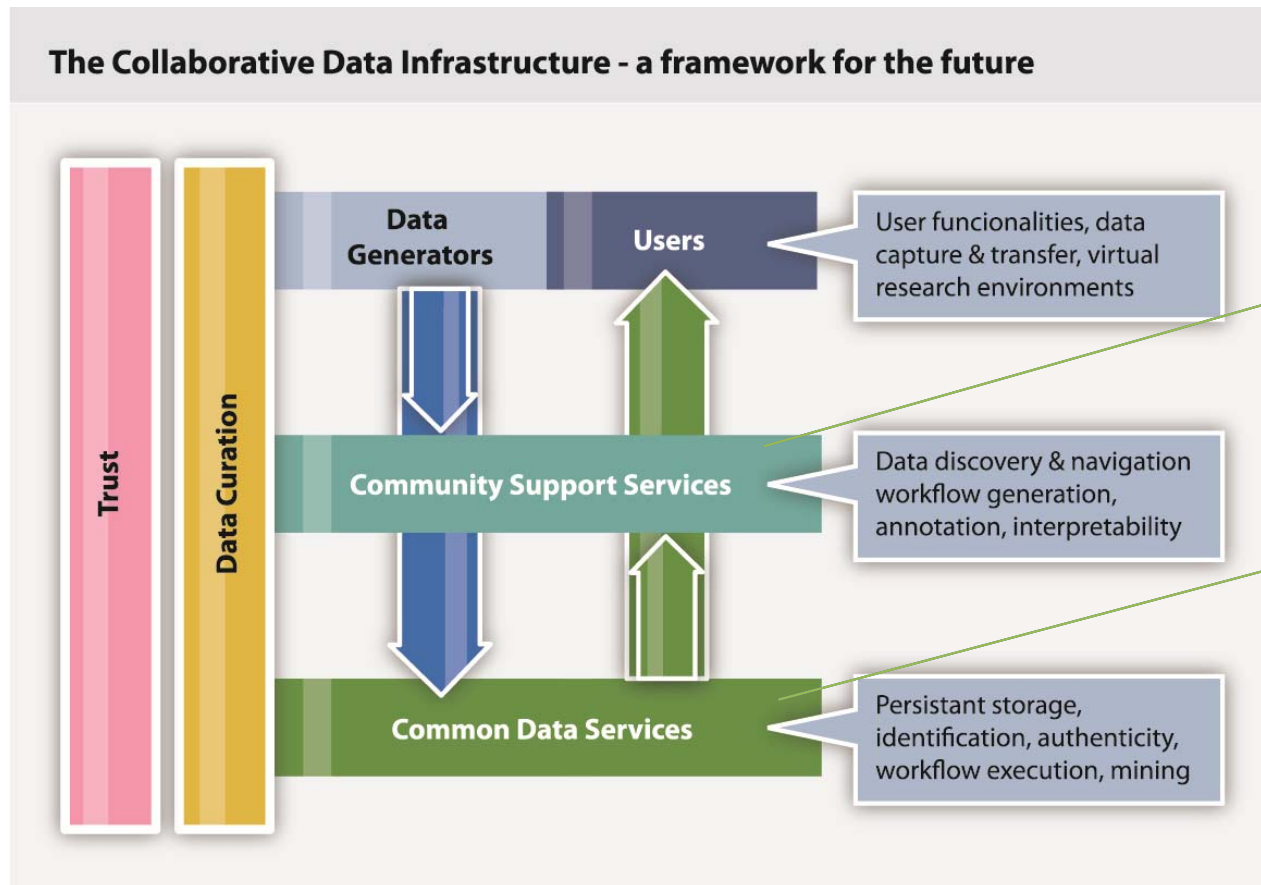 The Collaborative Data Infrastructure - a framework for the future
Trust
Data Curation
Data
Generators
Users
User funcionalities, data
capture & transfer, virtual
research environments
Community Support Services
Data discovery & navigation
workflow generation,
annotation, interpretability
Common Data Services
Persistant storage,
identification, authenticity,
workflow execution, mining